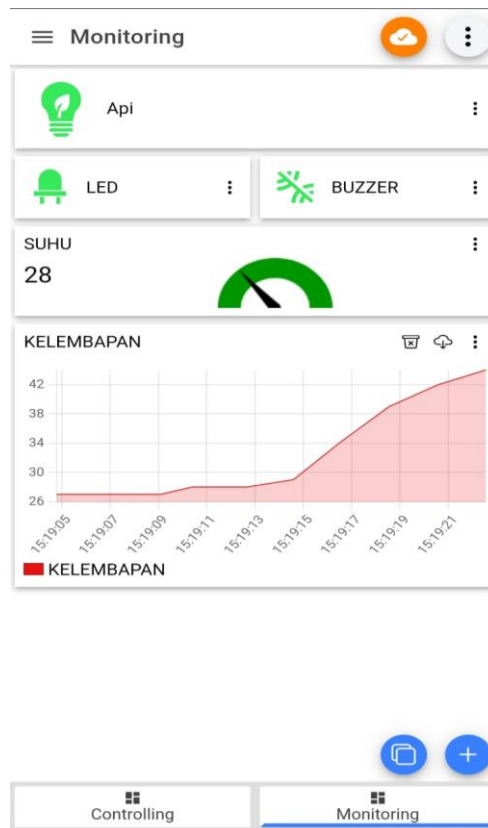 Monitoring
Api
LED
BUZZER
SUHU
28
KELEMBAPAN
42
38
34
30
26
15:19:05
15:19:07
15:19:09
15:19:11
15:19:13
15:19:15
15:19:17
15:19:19
15:19:21
KELEMBAPAN
Controlling
Monitoring